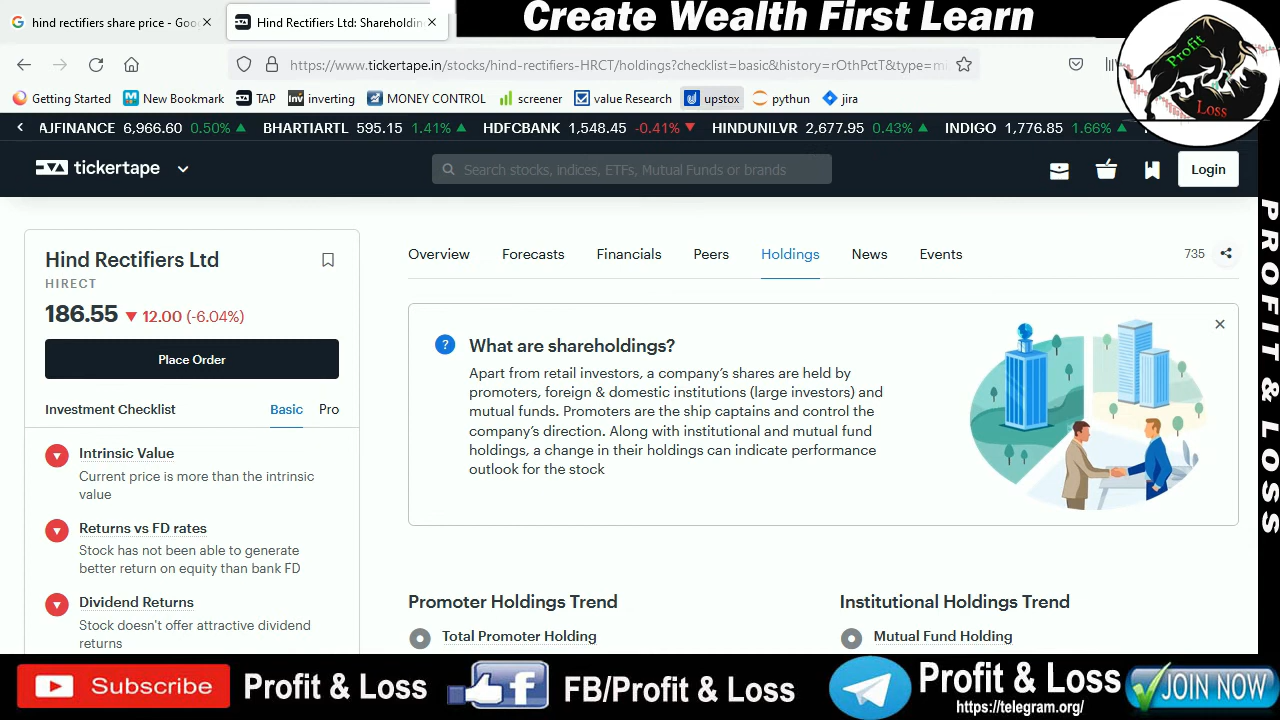 Create Wealth First Learn
hind rectifiers share price - Goo
Hind Rectifiers Ltd: Shareholdin
https://www.tickertape.in/stocks/hind-rectifiers-HRCT/holdings?checklist=basic&history=rOthPctT&type=mi
Getting Started
New Bookmark
TAP
inverting
MONEYCONTROL
screener
value Research
upstox
python
jira
Profit
Loss
AJFINANCE 6,966.60 0.50% ▲ BHARTIARTL 595.15 1.41% ▲ HDFCBANK 1,548.45 -0.41% ▼ HINDUNILVR 2,677.95 0.43% ▲ INDIGO 1,776.85 1.66% ▲
tickertape
Search stocks, indices, ETFs, Mutual Funds or brands
Login
Hind Rectifiers Ltd
HIRECT
186.55 ▼ 12.00 (-6.04%)
Place Order
Investment Checklist
Basic
Pro
Intrinsic Value
Current price is more than the intrinsic
value
Returns vs FD rates
Stock has not been able to generate
better return on equity than bank FD
Dividend Returns
Stock doesn't offer attractive dividend
returns
Overview
Forecasts
Financials
Peers
Holdings
News
Events
735
What are shareholdings?
Apart from retail investors, a company's shares are held by
promoters, foreign & domestic institutions (large investors) and
mutual funds. Promoters are the ship captains and control the
company's direction. Along with institutional and mutual fund
holdings, a change in their holdings can indicate performance
outlook for the stock
Promoter Holdings Trend
Total Promoter Holding
Institutional Holdings Trend
Mutual Fund Holding
PROFIT & LOSS
Subscribe
Profit & Loss
FB/Profit & Loss
Profit & Loss
https://telegram.org/
JOIN NOW